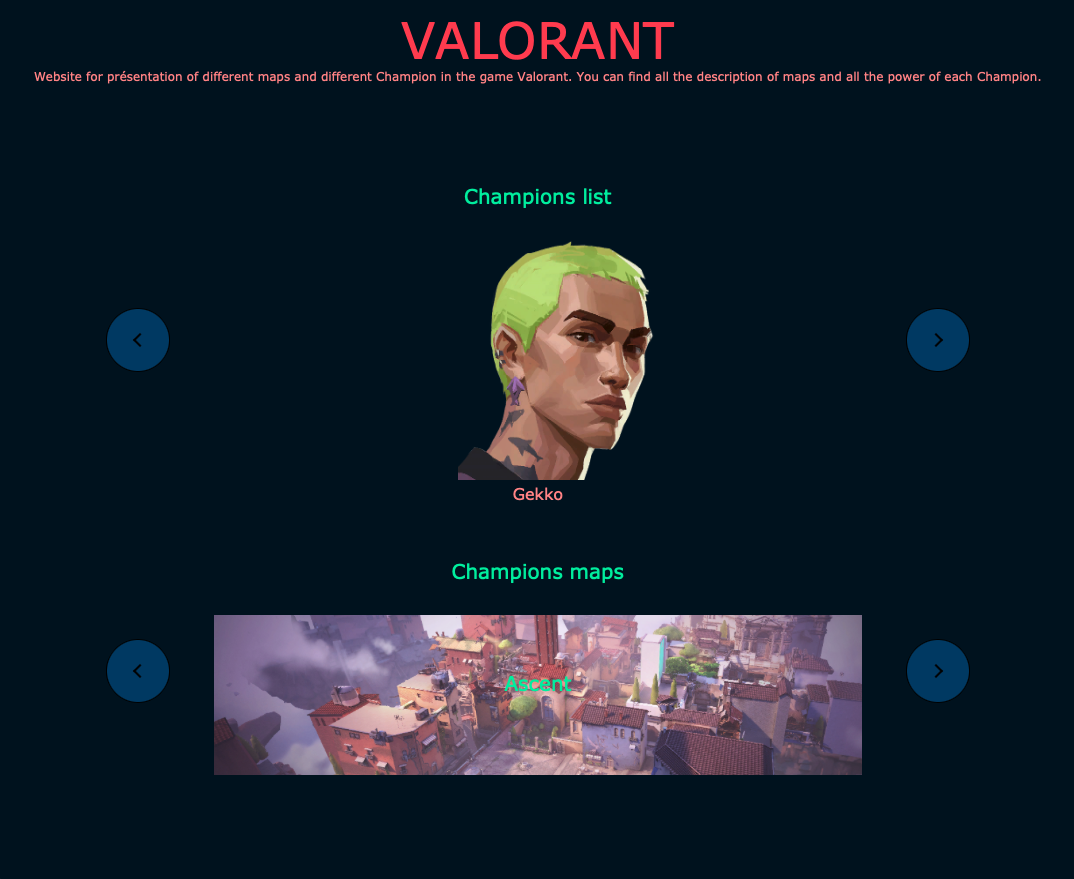 VALORANT
Website for présentation of different maps and different Champion in the game Valorant. You can find all the description of maps and all the power of each Champion.
Champions list
Gekko
Champions maps
Ascent